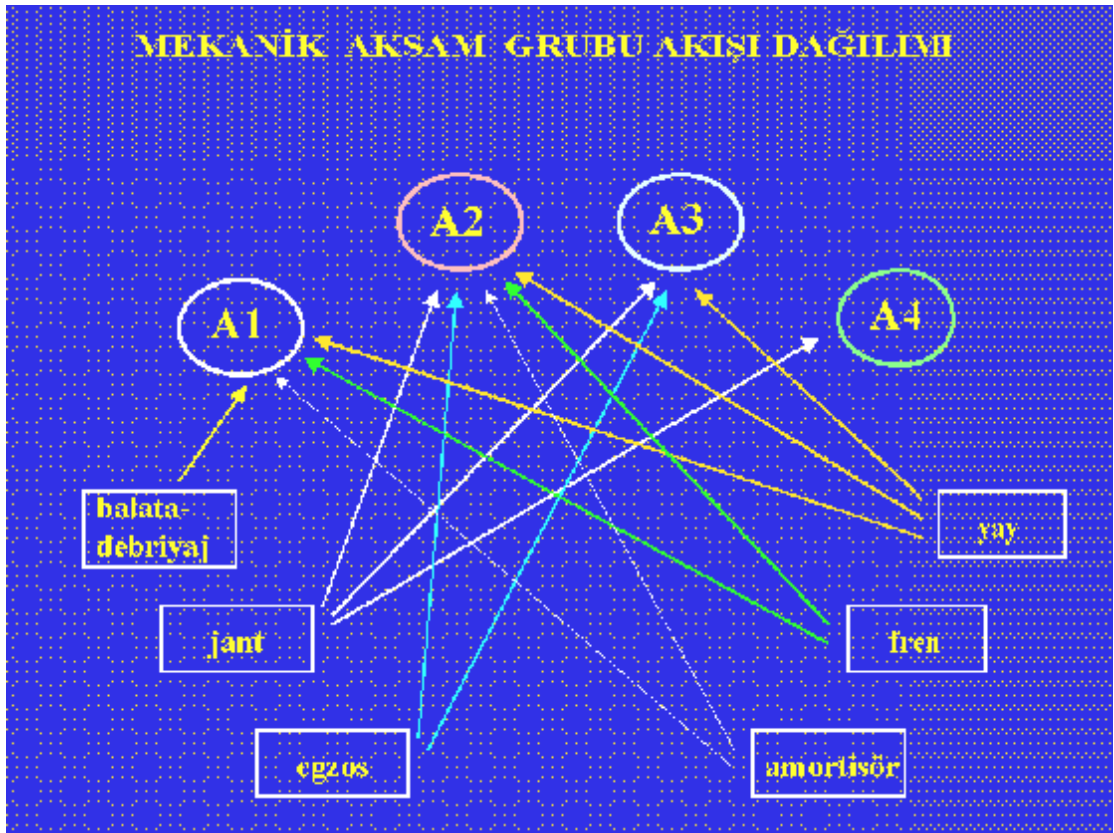 MEKANİK AKSAM GRUBU AKIŞI DAĞILIMI
A2
A3
A1
A4
balata-
debriyaj
yay
jant
fren
egzos
amortisör